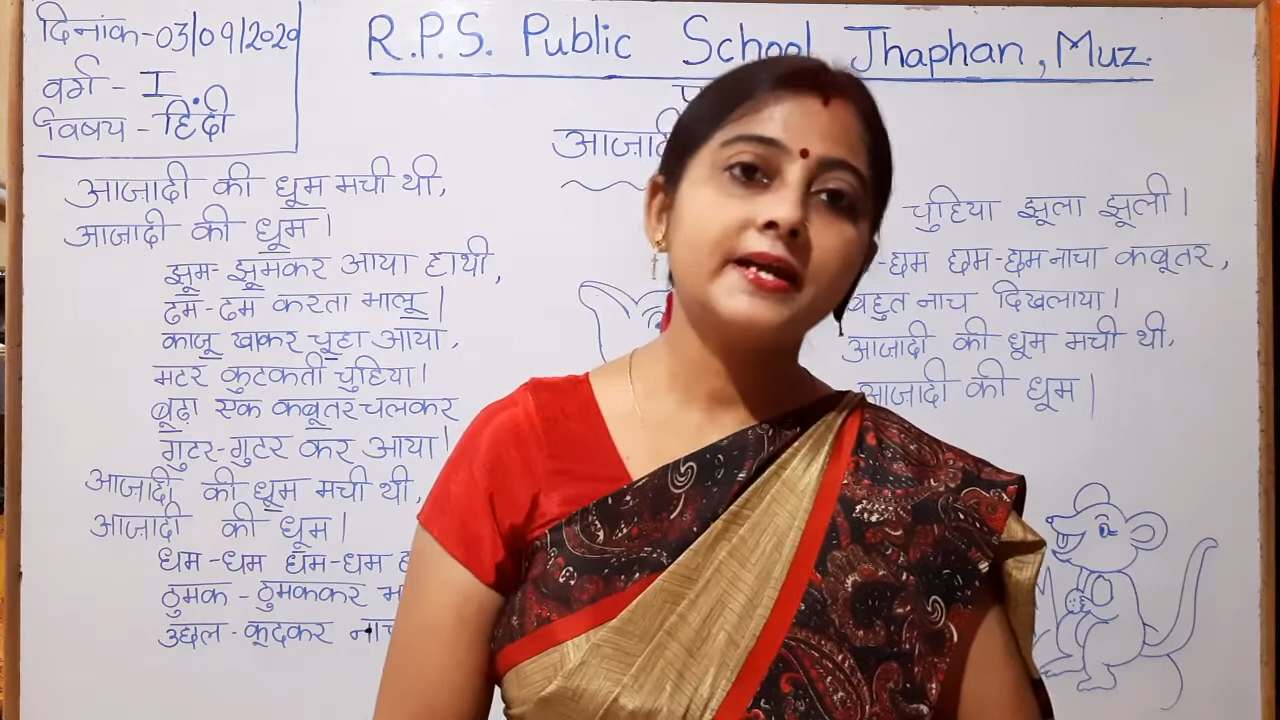 दिनांक-03/09/2020
वर्ग - I
विषय - हिंदी
R.P.S. Public School Jhaphan, Muz.
आज़ादी की धूम मची थी,
आज़ादी की धूम।
झूम-झूमकर आया हाथी,
ढम-ढम करता भालू।
काजू खाकर चूहा आया,
मटर कुटकती चुहिया।
बूढ़ा एक कबूतर चलकर
गुटर-गुटर कर आया।
आज़ादी की धूम मची थी,
आज़ादी की धूम।
धम-धम धम-धम
ठुमक-ठुमककर
उछल-कूदकर
चुहिया झूला झूली।
-छम छम-छम नाचा कबूतर,
बहुत नाच दिखलाया।
आज़ादी की धूम मची थी,
आज़ादी की धूम।